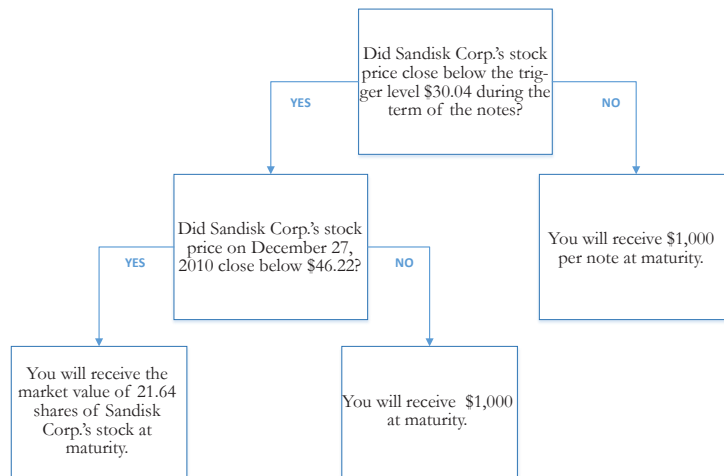 Did Sandisk Corp.'s stock
price close below the trig-
ger level $30.04 during the
term of the notes?
YES
NO
Did Sandisk Corp.'s stock
price on December 27,
2010 close below $46.22?
You will receive $1,000
per note at maturity.
YES
NO
You will receive the
market value of 21.64
shares of Sandisk
Corp.'s stock at
maturity.
You will receive $1,000
at maturity.